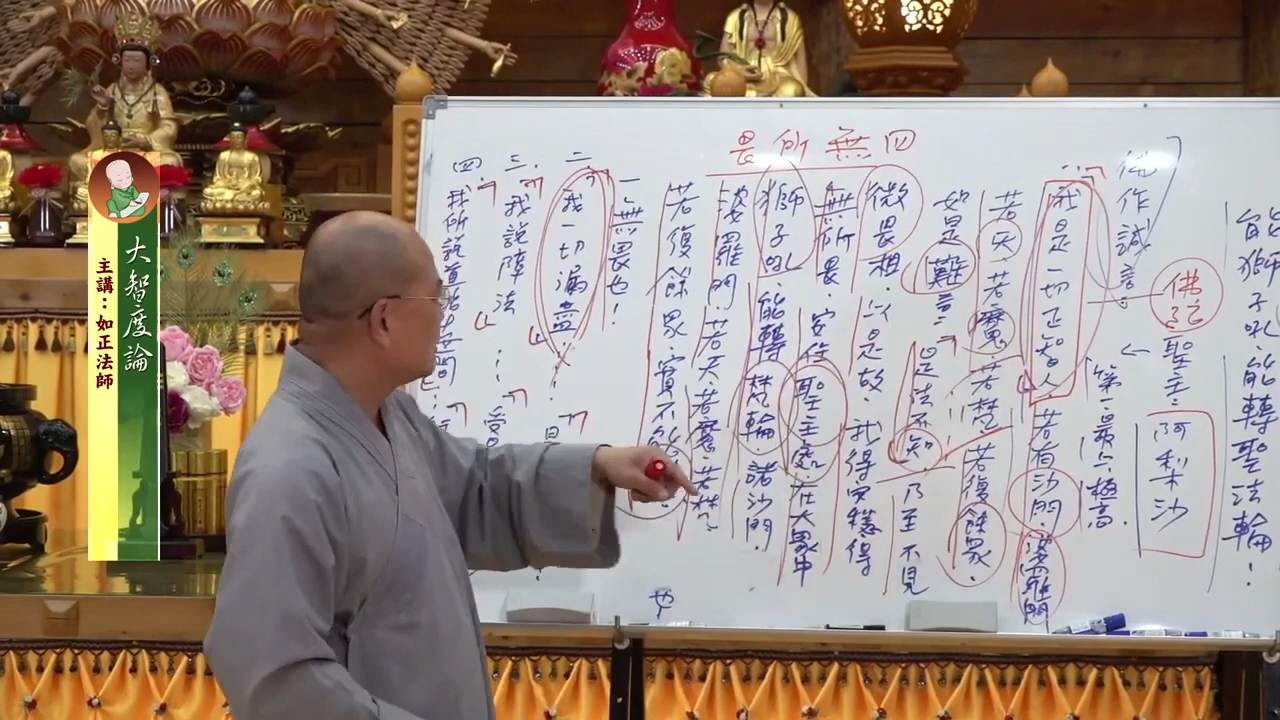 大智度論
主講：如正法師
四無所畏
能獅子吼能轉聖法輪！
佛 聖主：阿梨沙
佛作誠言。第一最上極高.
「我是一切正智人」若有沙門、婆羅門
若天、若魔、若梵、若復餘眾.
如是難言：「是法不知」.乃至不見
微畏相.以是故.我得安穩得
無所畏.安住聖主處.在大眾中
獅子吼.能轉梵輪.諸沙門
婆羅門.若天、若魔、若梵、
若復餘眾.實不能
一無畏也！
二、「我一切漏盡」
三、「我說障法」
四、「我所說